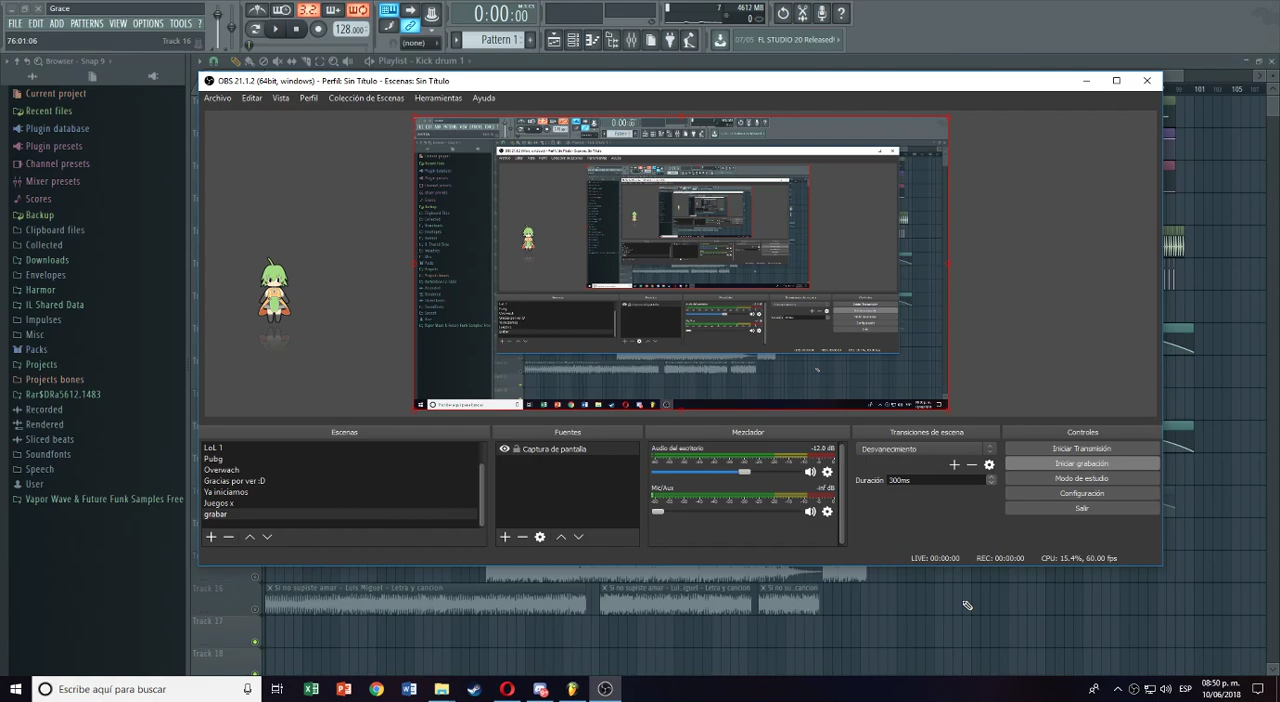 Grace
3.2
0:00:00
7
4612 MB
0
FILE EDIT ADD PATTERNS VIEW OPTIONS TOOLS ?
128.000
76:01:06
Track 16
(none)
Pattern 1
07/05 FL STUDIO 20 Released!
Browser - Snap 9
Playlist - Kick drum 1
101
105
Current project
Recent files
Plugin database
Plugin presets
Channel presets
Mixer presets
Scores
Backup
Clipboard files
Collected
Downloads
Envelopes
Harmor
IL Shared Data
Impulses
Misc
Packs
Projects
Projects bones
Rar$DRa5612.1483
Recorded
Rendered
Sliced beats
Soundfonts
Speech
User
Vapor Wave & Future Funk Samples Free
OBS 21.1.2 (64bit, windows) - Perfil: Sin Título - Escenas: Sin Título
Archivo Editar Vista Perfil Colección de Escenas Herramientas Ayuda
Escenas
LoL 1
Pubg
Overwach
Gracias por ver :D
Ya iniciamos
Juegos x
grabar
Fuentes
Captura de pantalla
Mezclador
Audio del escritorio
-12.0 dB
Mic/Aux
-inf dB
Transiciones de escena
Desvanecimiento
Duración 300ms
Controles
Iniciar Transmisión
Iniciar grabación
Modo de estudio
Configuración
Salir
LIVE: 00:00:00
REC: 00:00:00
CPU: 15.4%, 60.00 fps
Track 16
Si no supiste amar - Luis Miguel - Letra y cancion
Track 17
Track 18
Escribe aquí para buscar
ESP
08:50 p. m.
10/06/2018